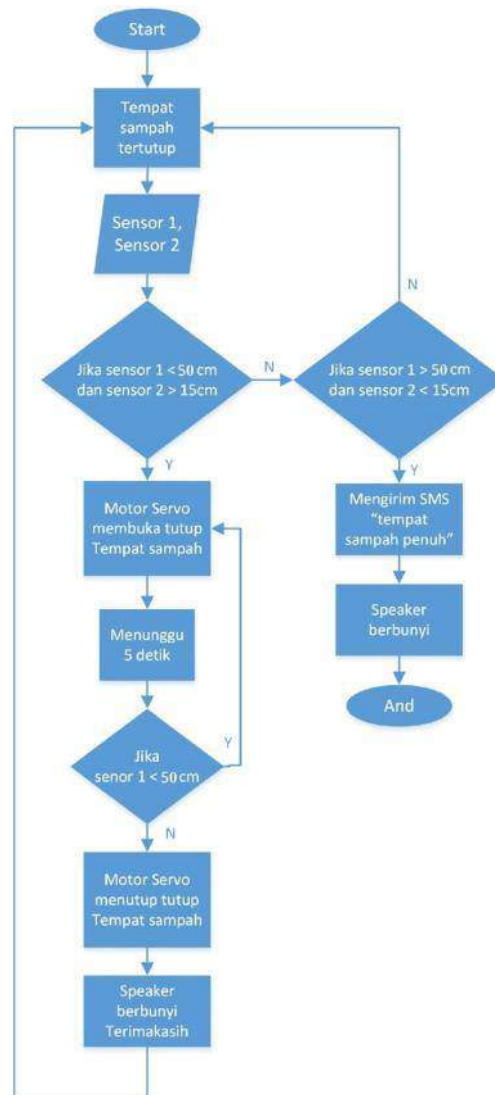 Start
Tempat
sampah
tertutup
Sensor 1,
Sensor 2
N
Jika sensor 1 < 50 cm
dan sensor 2 > 15cm
N
Jika sensor 1 > 50 cm
dan sensor 2 < 15cm
Y
Y
Motor Servo
membuka tutup
Tempat sampah
Mengirim SMS
“tempat
sampah penuh”
Menunggu
5 detik
Speaker
berbunyi
And
Jika
senor 1 < 50 cm
Y
N
Motor Servo
menutup tutup
Tempat sampah
Speaker
berbunyi
Terimakasih